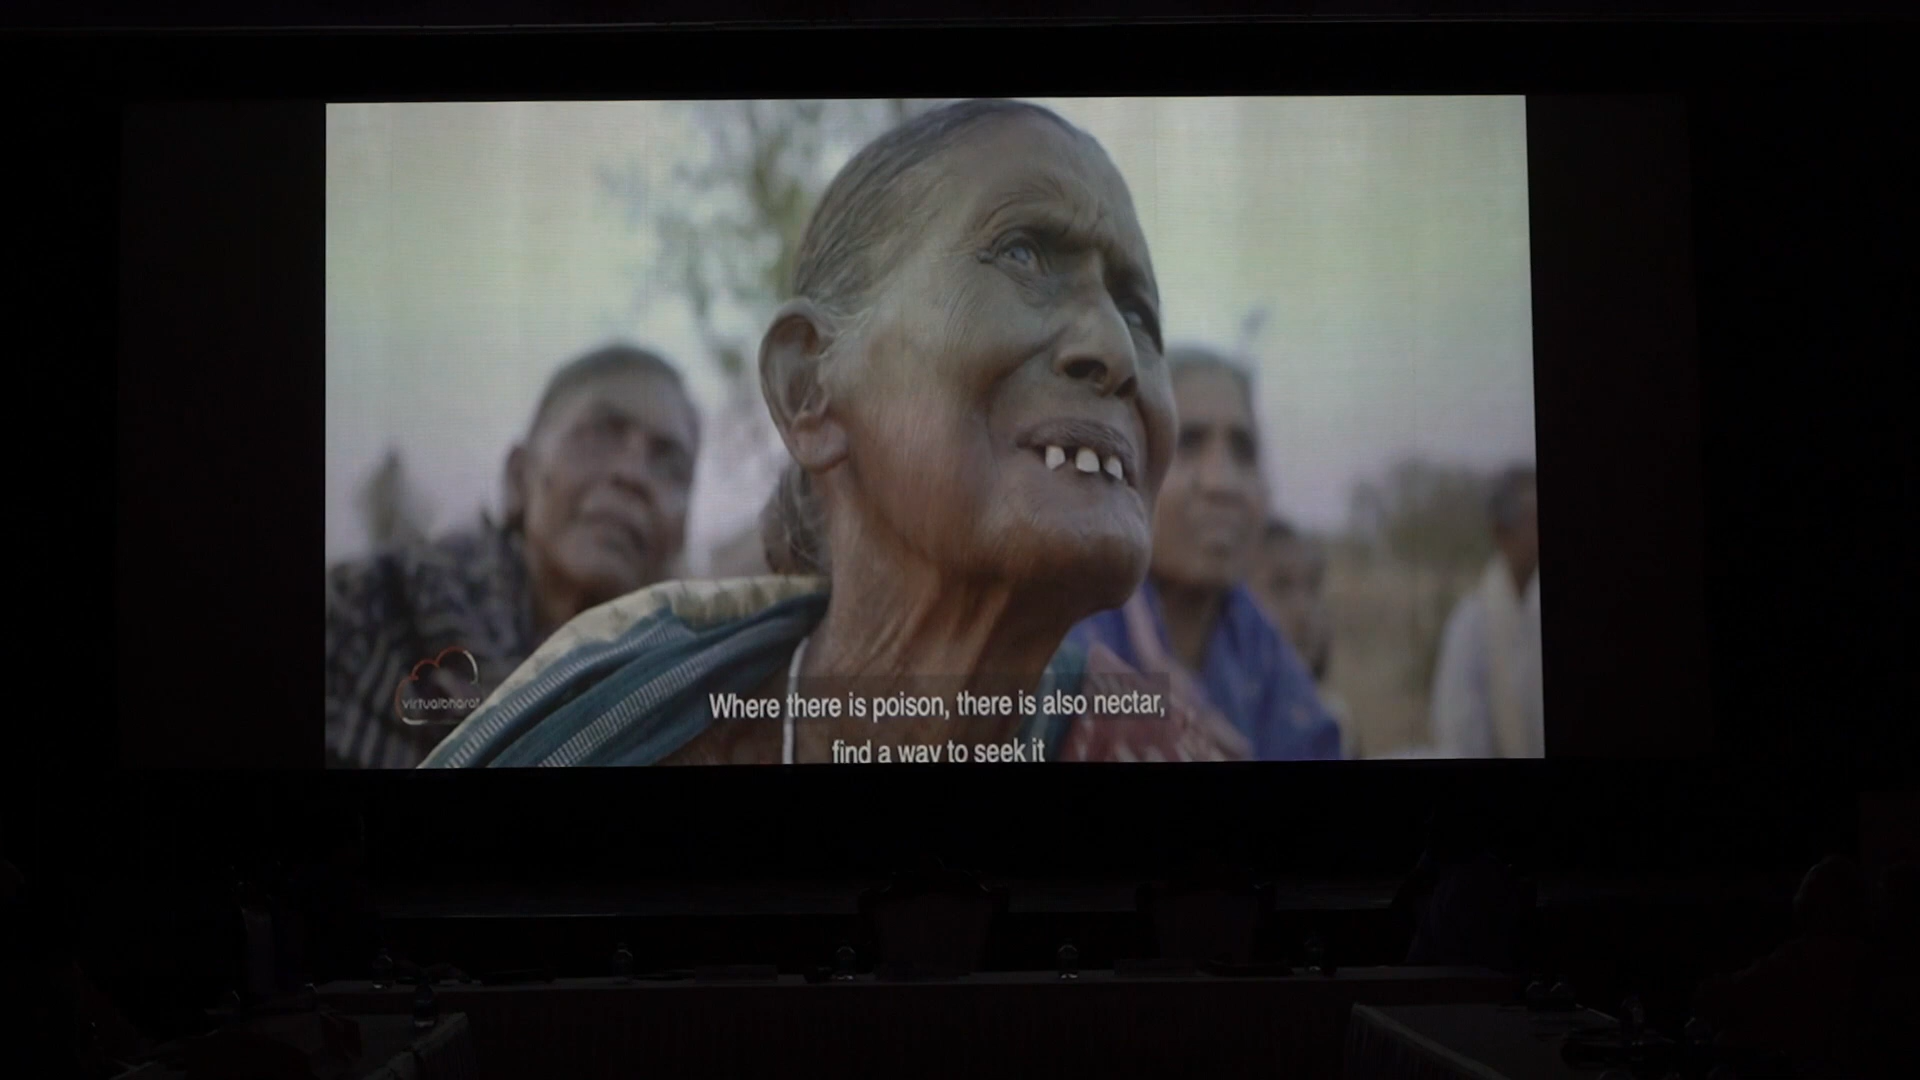 virtualbharat
Where there is poison, there is also nectar,
find a way to seek it